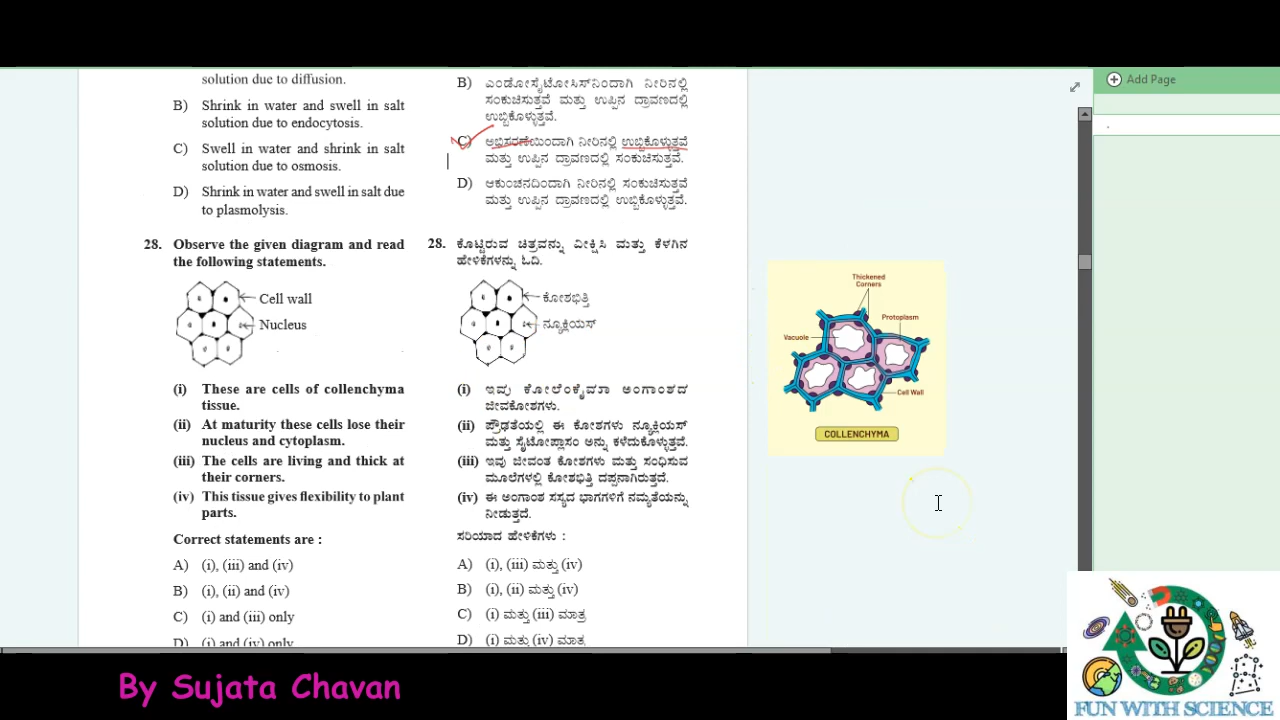 solution due to diffusion.
B) Shrink in water and swell in salt
solution due to endocytosis.
C) Swell in water and shrink in salt
solution due to osmosis.
D) Shrink in water and swell in salt due
to plasmolysis.
28. Observe the given diagram and read
the following statements.
Cell wall
Nucleus
(i) These are cells of collenchyma
tissue.
(ii) At maturity these cells lose their
nucleus and cytoplasm.
(iii) The cells are living and thick at
their corners.
(iv) This tissue gives flexibility to plant
parts.
Correct statements are :
A) (i), (iii) and (iv)
B) (i), (ii) and (iv)
C) (i) and (iii) only
D) (i) and (iv) only
B) ಎಂಡೋಸೈಟೋಸಿಸ್‌ನಿಂದಾಗಿ ನೀರಿನಲ್ಲಿ
ಸಂಕುಚಿಸುತ್ತವೆ ಮತ್ತು ಉಪ್ಪಿನ ದ್ರಾವಣದಲ್ಲಿ
ಉಬ್ಬಿಕೊಳ್ಳುತ್ತವೆ.
C) ಅಭಿಸರಣೆಯಿಂದಾಗಿ ನೀರಿನಲ್ಲಿ ಉಬ್ಬಿಕೊಳ್ಳುತ್ತವೆ
ಮತ್ತು ಉಪ್ಪಿನ ದ್ರಾವಣದಲ್ಲಿ ಸಂಕುಚಿಸುತ್ತವೆ.
D) ಆಕುಂಚನದಿಂದಾಗಿ ನೀರಿನಲ್ಲಿ ಸಂಕುಚಿಸುತ್ತವೆ
ಮತ್ತು ಉಪ್ಪಿನ ದ್ರಾವಣದಲ್ಲಿ ಉಬ್ಬಿಕೊಳ್ಳುತ್ತವೆ.
28. ಕೊಟ್ಟಿರುವ ಚಿತ್ರವನ್ನು ವೀಕ್ಷಿಸಿ ಮತ್ತು ಕೆಳಗಿನ
ಹೇಳಿಕೆಗಳನ್ನು ಓದಿ.
ಕೋಶಭಿತ್ತಿ
ನ್ಯೂಕ್ಲಿಯಸ್
(i) ಇವು ಕೋಲೆಂಕೈಮಾ ಅಂಗಾಂಶದ
ಜೀವಕೋಶಗಳು.
(ii) ಪ್ರೌಢತೆಯಲ್ಲಿ ಈ ಕೋಶಗಳು ನ್ಯೂಕ್ಲಿಯಸ್
ಮತ್ತು ಸೈಟೋಪ್ಲಾಸಂ ಅನ್ನು ಕಳೆದುಕೊಳ್ಳುತ್ತವೆ.
(iii) ಇವು ಜೀವಂತ ಕೋಶಗಳು ಮತ್ತು ಸಂಧಿಸುವ
ಮೂಲೆಗಳಲ್ಲಿ ಕೋಶಭಿತ್ತಿ ದಪ್ಪನಾಗಿರುತ್ತದೆ.
(iv) ಈ ಅಂಗಾಂಶ ಸಸ್ಯದ ಭಾಗಗಳಿಗೆ ನಮ್ಯತೆಯನ್ನು
ನೀಡುತ್ತದೆ.
ಸರಿಯಾದ ಹೇಳಿಕೆಗಳು :
A) (i), (iii) ಮತ್ತು (iv)
B) (i), (ii) ಮತ್ತು (iv)
C) (i) ಮತ್ತು (iii) ಮಾತ್ರ
D) (i) ಮತ್ತು (iv) ಮಾತ್ರ
Thickened
Corners
Protoplasm
Vacuole
Cell Wall
COLLENCHYMA
Add Page
By Sujata Chavan
FUN WITH SCIENCE